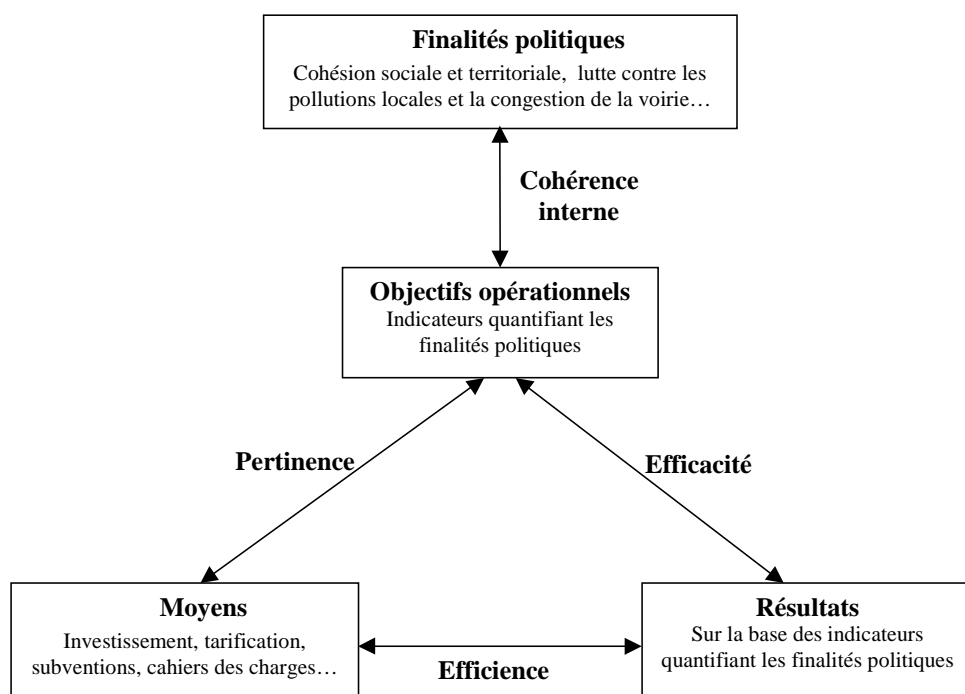 Finalités politiques
Cohésion sociale et territoriale, lutte contre les
pollutions locales et la congestion de la voirie…
Cohérence
interne
Objectifs opérationnels
Indicateurs quantifiant les
finalités politiques
Pertinence
Efficacité
Moyens
Investissement, tarification,
subventions, cahiers des charges…
Efficience
Résultats
Sur la base des indicateurs
quantifiant les finalités politiques